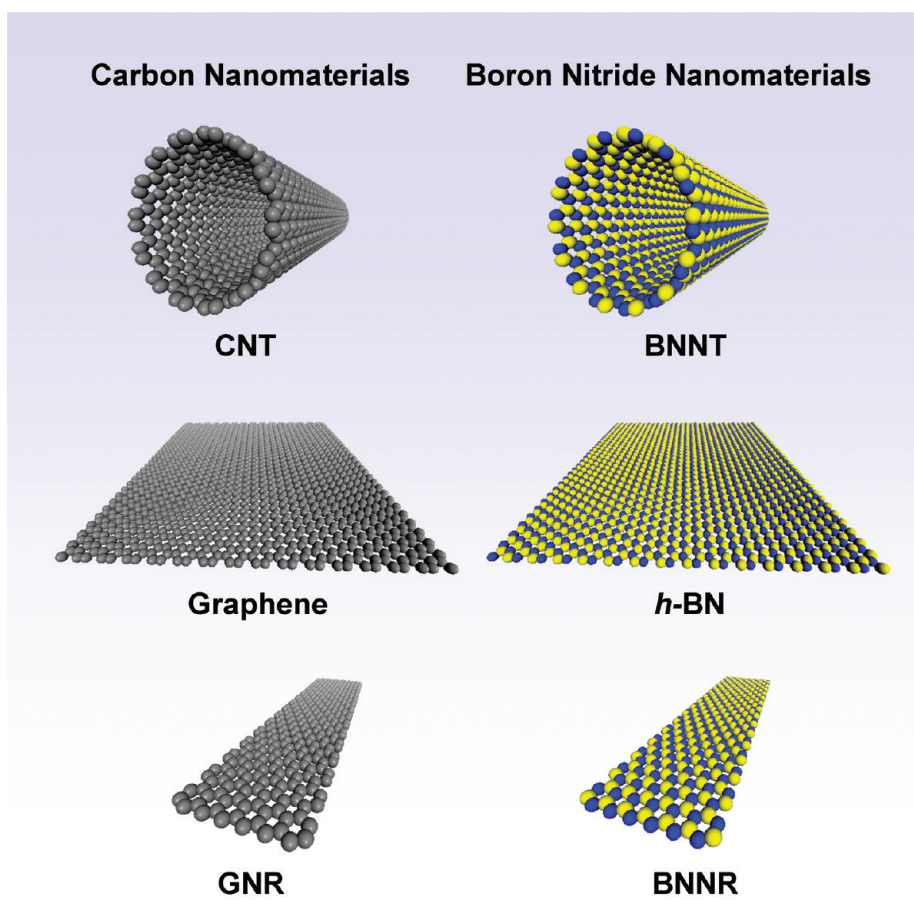 Carbon Nanomaterials
Boron Nitride Nanomaterials
CNT
BNNT
Graphene
h-BN
GNR
BNNR